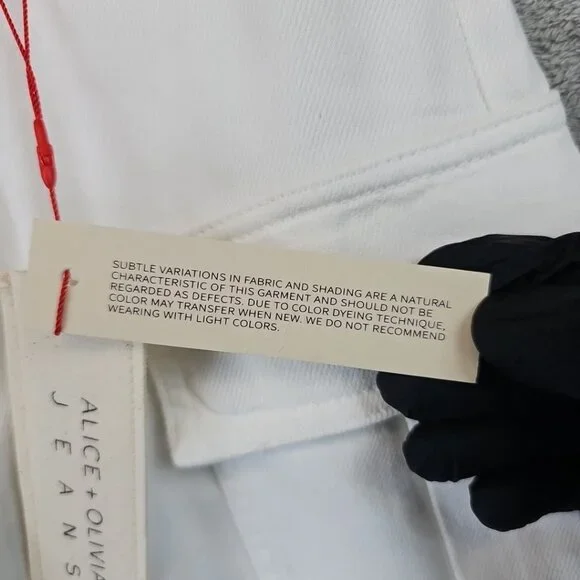 SUBTLE VARIATIONS IN FABRIC AND SHADING ARE A NATURAL
CHARACTERISTIC OF THIS GARMENT AND SHOULD NOT BE
REGARDED AS DEFECTS. DUE TO COLOR DYEING TECHNIQUE,
COLOR MAY TRANSFER WHEN NEW. WE DO NOT RECOMMEND
WEARING WITH LIGHT COLORS.
ALICE + OLIVIA
JEANS